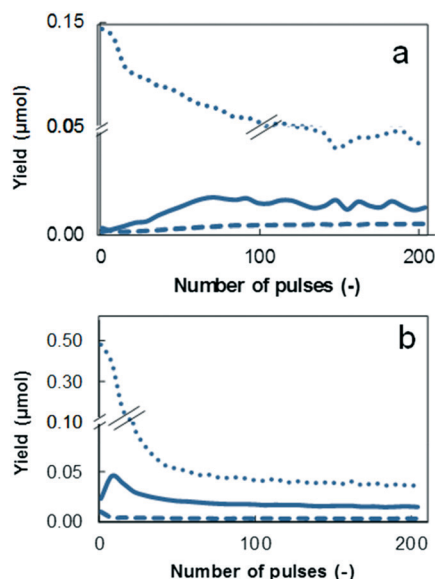 a
0.15
0.05
0.00
Yield (µmol)
0
100
200
Number of pulses (-)
b
0.50
0.30
0.10
0.05
0.00
Yield (µmol)
0
100
200
Number of pulses (-)